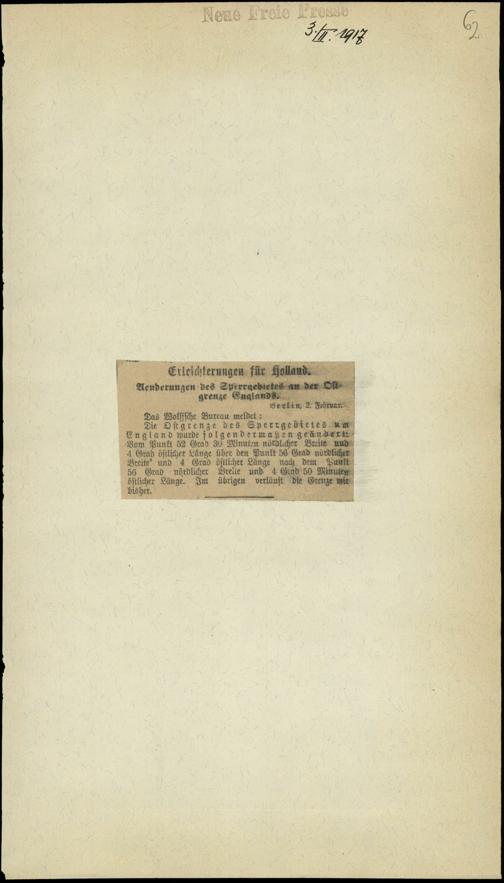 Neue Freie Presse
3./II. 1917
62
Erleichterungen für Holland.
Aenderungen des Sperrgebietes an der Ost-
grenze Englands.
Berlin, 2. Februar.
Das Wolffsche Bureau meldet:
Die Ostgrenze des Sperrgebietes um
England wurde folgendermaßen geändert:
Vom Punkt 52 Grad 30 Minuten nördlicher Breite und
4 Grad östlicher Länge über den Punkt 56 Grad nördlicher
Breite und 4 Grad östlicher Länge nach dem Punkt
56 Grad nördlicher Breite und 4 Grad 50 Minuten
östlicher Länge. Im übrigen verläuft die Grenze wie
bisher.